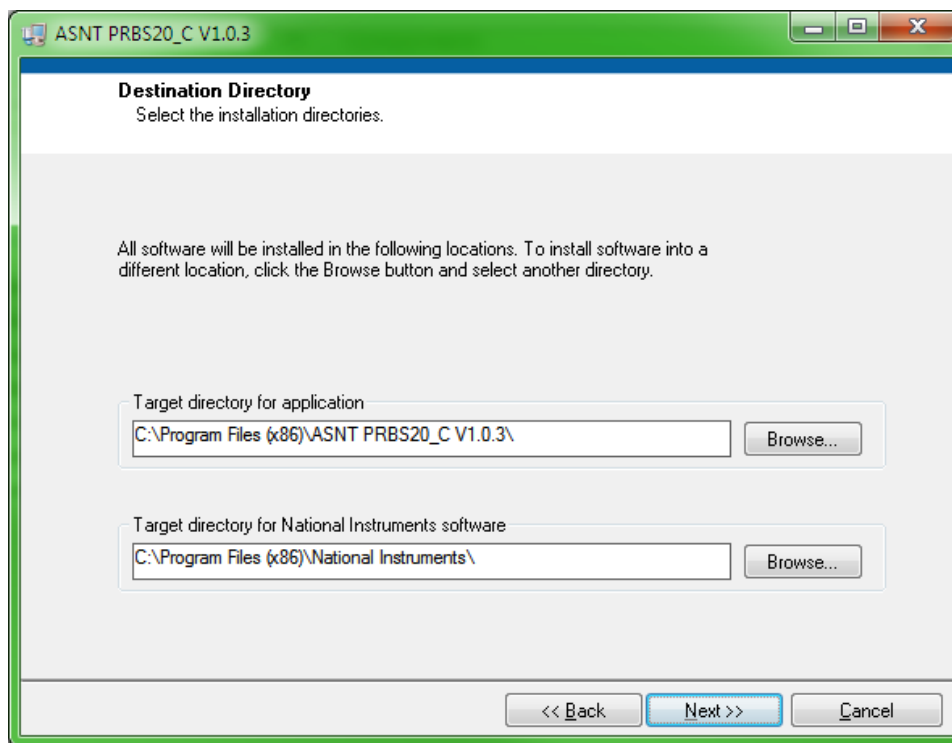 ASNT PRBS20_C V1.0.3
Destination Directory
Select the installation directories.
All software will be installed in the following locations. To install software into a
different location, click the Browse button and select another directory.
Target directory for application
C:\Program Files (x86)\ASNT PRBS20_C V1.0.3\
Browse...
Target directory for National Instruments software
C:\Program Files (x86)\National Instruments\
Browse...
<< Back
Next >>
Cancel